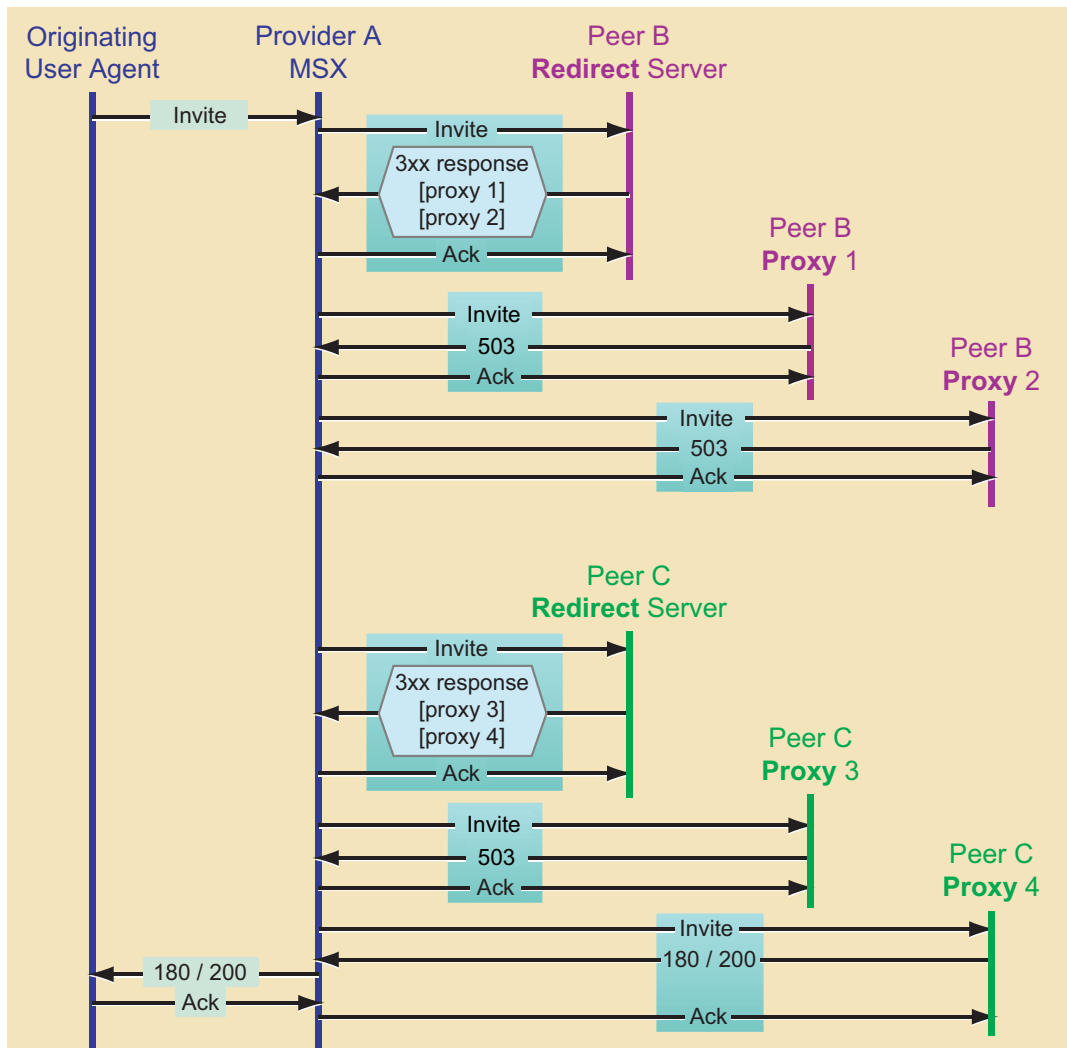 Originating
User Agent
Provider A
MSX
Peer B
Redirect Server
Invite
Invite
3xx response
[proxy 1]
[proxy 2]
Ack
Peer B
Proxy 1
Invite
503
Ack
Peer B
Proxy 2
Invite
503
Ack
Peer C
Redirect Server
Invite
3xx response
[proxy 3]
[proxy 4]
Ack
Peer C
Proxy 3
Invite
503
Ack
Peer C
Proxy 4
Invite
180 / 200
180 / 200
Ack
Ack